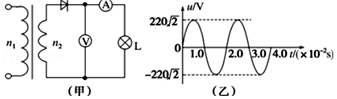 n₁
n₂
A
V
L
(甲)
u/V
220√2
0
-220√2
1.0
2.0
3.0
4.0
t/(×10⁻²s)
(乙)